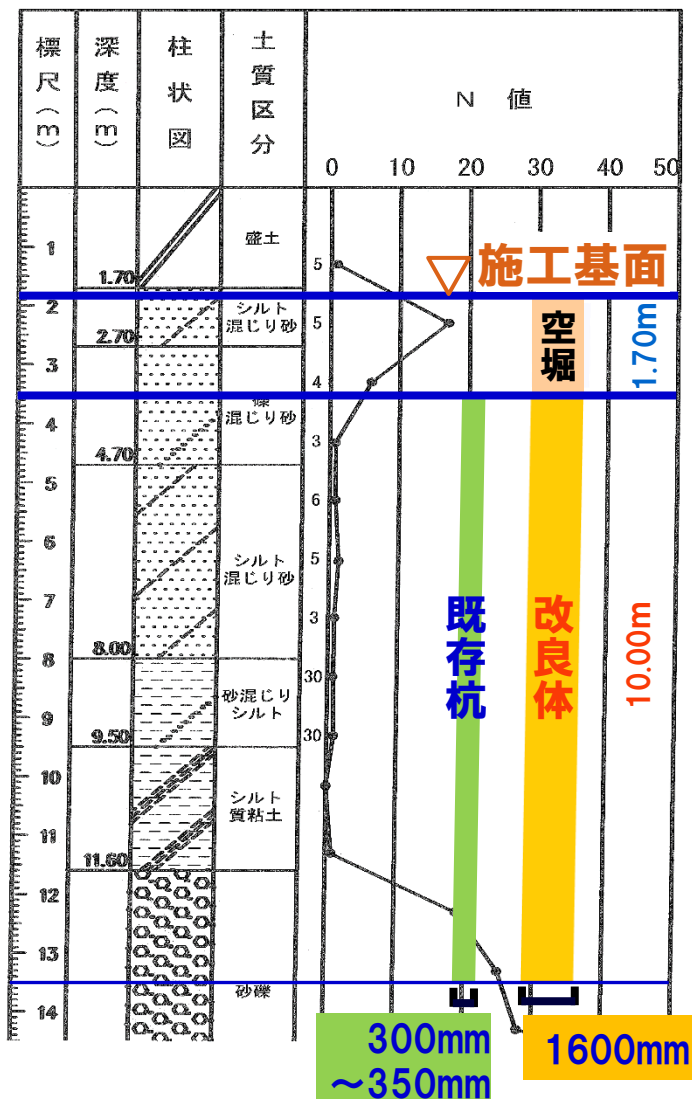 標尺(m)
深度(m)
柱状図
土質区分
N 値
0 10 20 30 40 50
1
盛土
5
施工基面
1.70
2
シルト
混じり砂
5
空堀
1.70m
2.70
3
4
礫
混じり砂
4
3
4.70
5
6
6
シルト
混じり砂
5
7
3
既存杭
改良体
10.00m
8.00
8
30
砂混じり
シルト
9
9.50
30
10
シルト
質粘土
11
11.60
12
13
砂礫
14
300mm
～350mm
1600mm